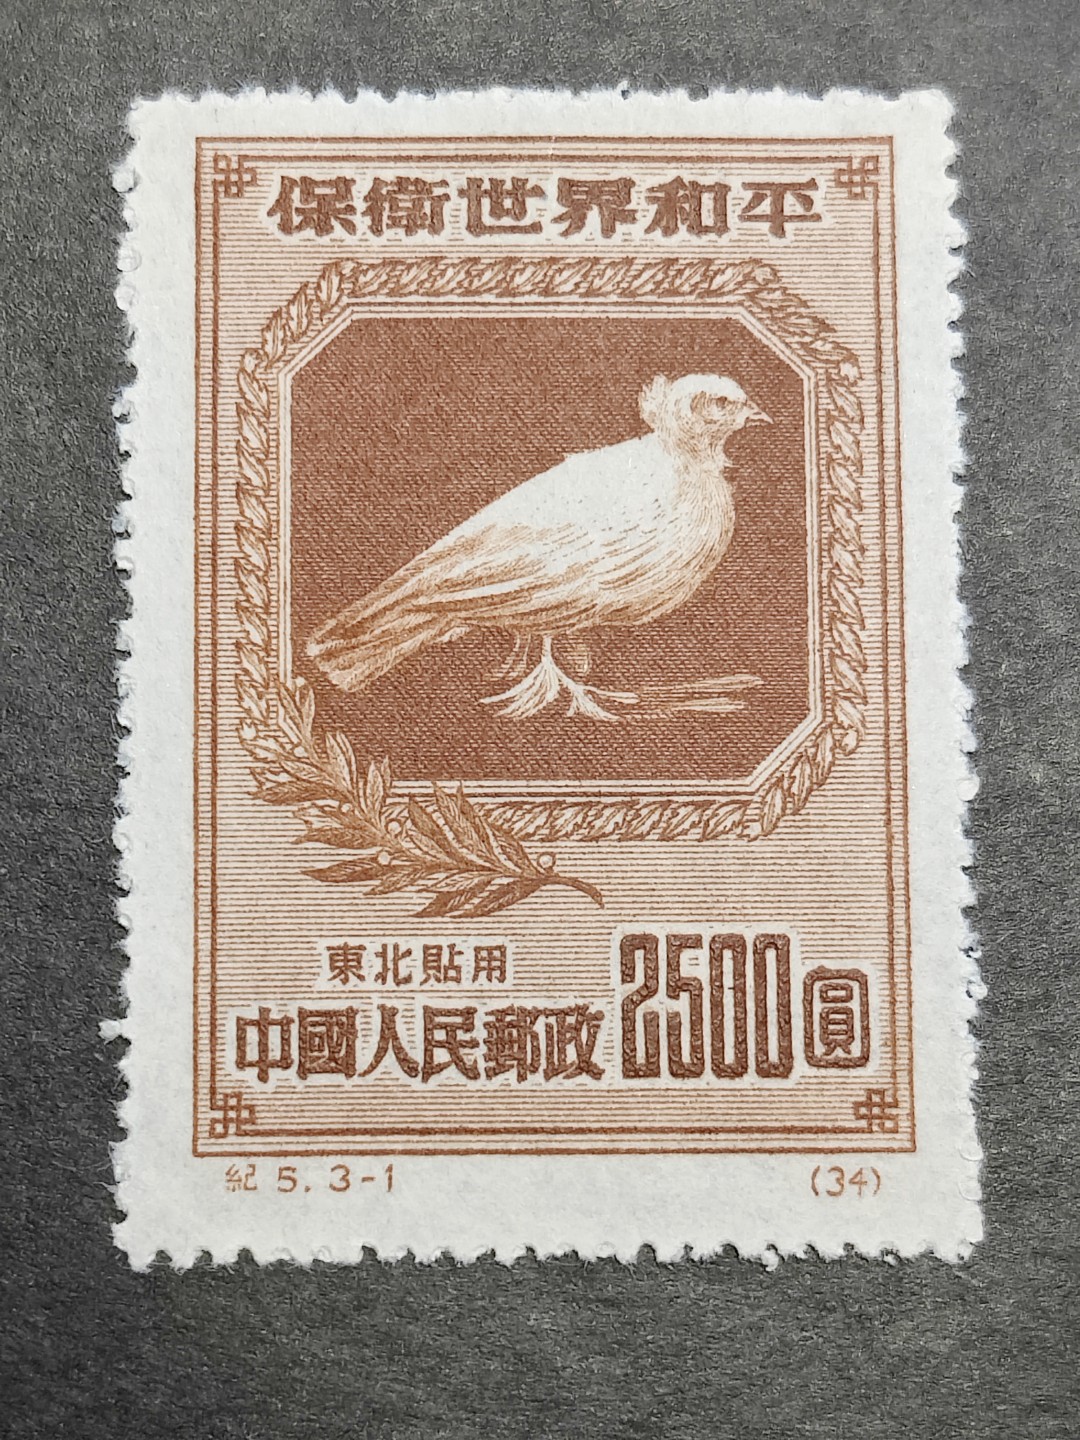 保衛世界和平
東北貼用
中國人民郵政 2500圓
紀 5. 3-1 (34)